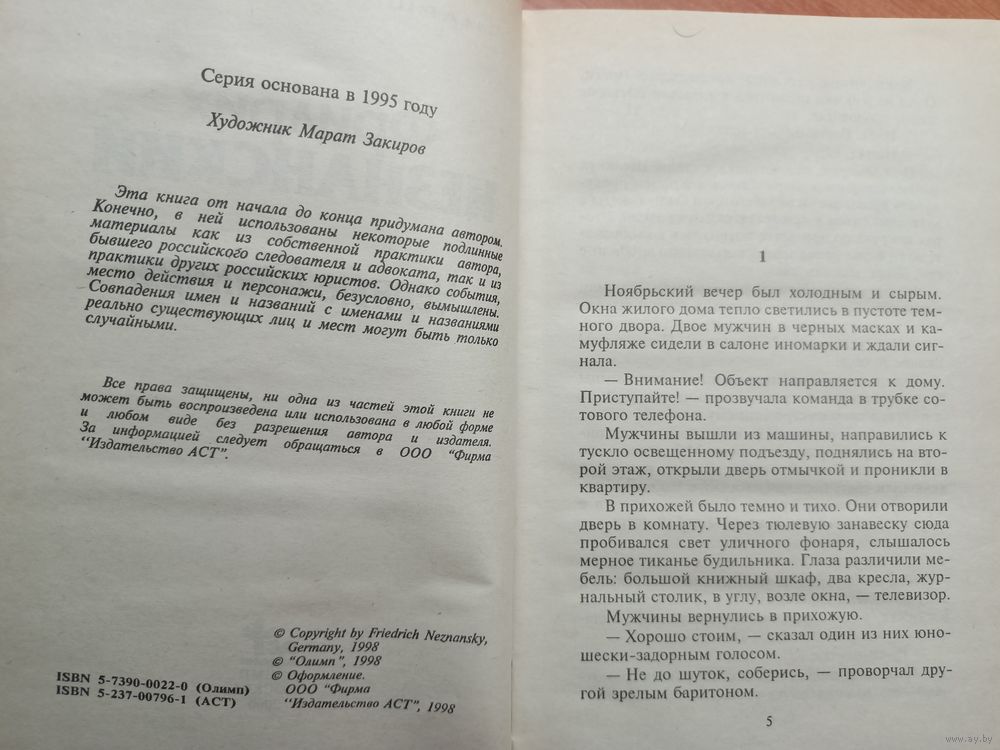 Серия основана в 1995 году
Художник Марат Закиров
Эта книга от начала до конца придумана автором.
Конечно, в ней использованы некоторые подлинные
материалы как из собственной практики автора,
бывшего российского следователя и адвоката, так и из
практики других российских юристов. Однако события,
место действия и персонажи, безусловно, вымышлены.
Совпадения имен и названий с именами и названиями
реально существующих лиц и мест могут быть только
случайными.
Все права защищены, ни одна из частей этой книги не
может быть воспроизведена или использована в любой форме
и любом виде без разрешения автора и издателя.
За информацией следует обращаться в ООО "Фирма
"Издательство АСТ".
© Copyright by Friedrich Neznansky,
Germany, 1998
© "Олимп", 1998
© Оформление.
ООО "Фирма
"Издательство АСТ", 1998
ISBN 5-7390-0022-0 (Олимп)
ISBN 5-237-00796-1 (АСТ)
1
Ноябрьский вечер был холодным и сырым.
Окна жилого дома тепло светились в пустоте тем-
ного двора. Двое мужчин в черных масках и ка-
муфляже сидели в салоне иномарки и ждали сиг-
нала.
— Внимание! Объект направляется к дому.
Приступайте! — прозвучала команда в трубке со-
тового телефона.
Мужчины вышли из машины, направились к
тускло освещенному подъезду, поднялись на вто-
рой этаж, открыли дверь отмычкой и проникли в
квартиру.
В прихожей было темно и тихо. Они отворили
дверь в комнату. Через тюлевую занавеску сюда
пробивался свет уличного фонаря, слышалось
мерное тиканье будильника. Глаза различили ме-
бель: большой книжный шкаф, два кресла, жур-
нальный столик, в углу, возле окна, — телевизор.
Мужчины вернулись в прихожую.
— Хорошо стоим, — сказал один из них юно-
шески-задорным голосом.
— Не до шуток, соберись, — проворчал дру-
гой зрелым баритоном.
5
www.ay.by